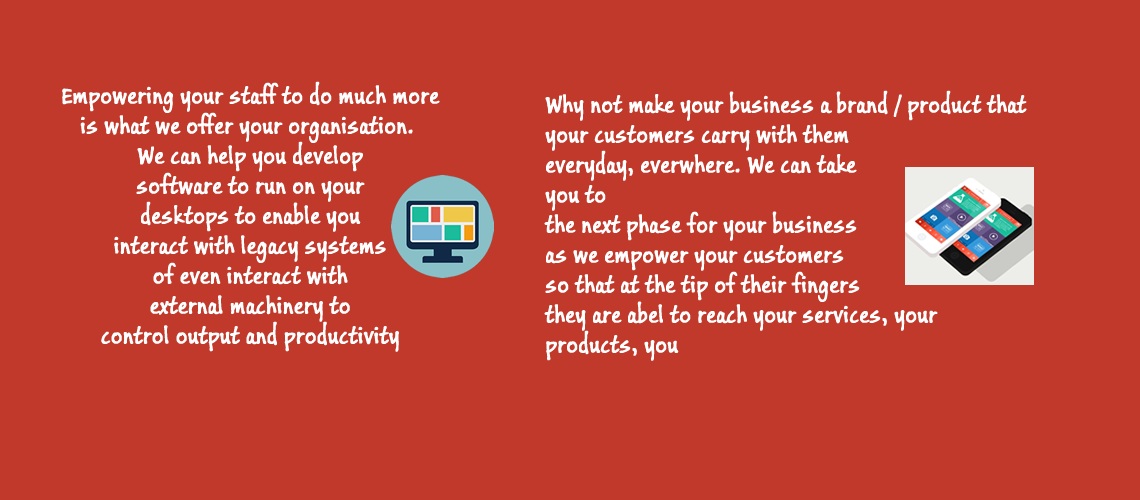 Empowering your staff to do much more
is what we offer your organisation.
We can help you develop
software to run on your
desktops to enable you
interact with legacy systems
of even interact with
external machinery to
control output and productivity
Why not make your business a brand / product that
your customers carry with them
everyday, everwhere. We can take
you to
the next phase for your business
as we empower your customers
so that at the tip of their fingers
they are abel to reach your services, your
products, you